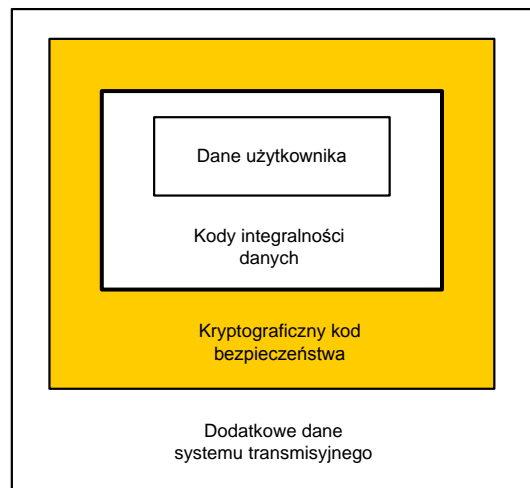 Dane użytkownika
Kody integralności
danych
Kryptograficzny kod
bezpieczeństwa
Dodatkowe dane
systemu transmisyjnego